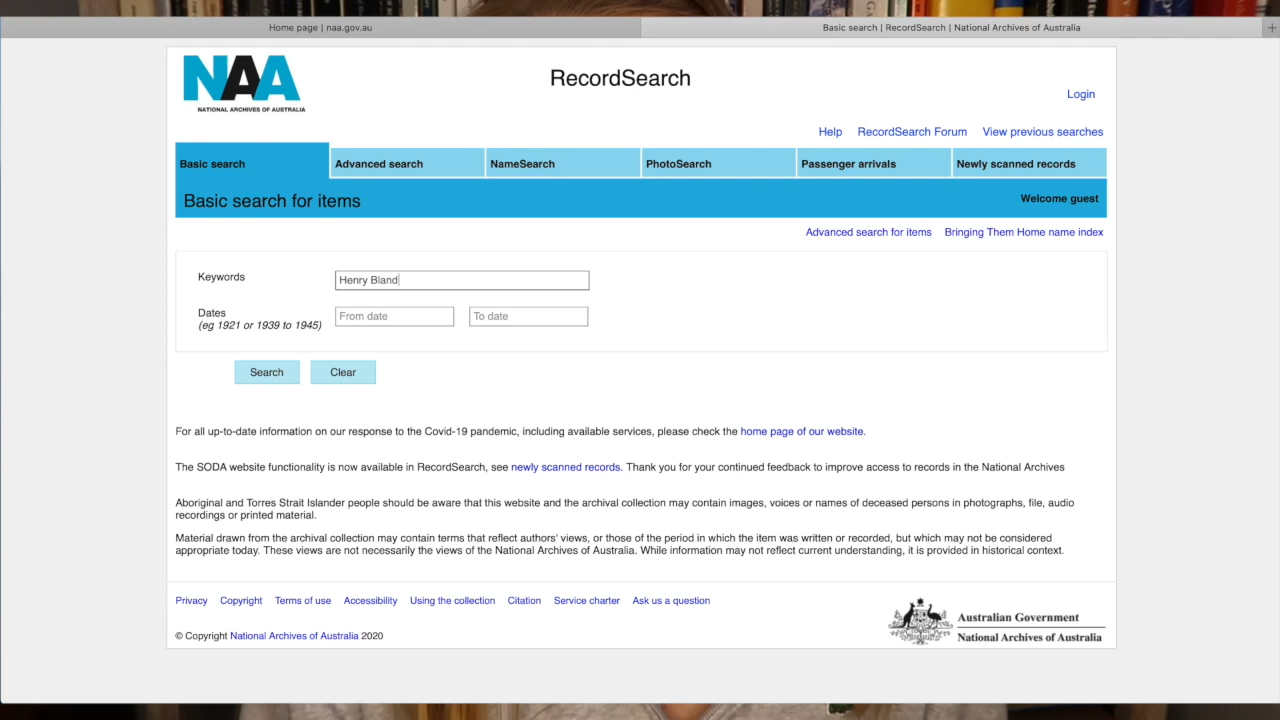 Home page | naa.gov.au
Basic search | RecordSearch | National Archives of Australia
NAA
NATIONAL ARCHIVES OF AUSTRALIA
RecordSearch
Login
Help RecordSearch Forum View previous searches
Basic search Advanced search NameSearch PhotoSearch Passenger arrivals Newly scanned records
Basic search for items Welcome guest
Advanced search for items Bringing Them Home name index
Keywords Henry Bland
Dates From date To date
(eg 1921 or 1939 to 1945)
Search Clear
For all up-to-date information on our response to the Covid-19 pandemic, including available services, please check the home page of our website.
The SODA website functionality is now available in RecordSearch, see newly scanned records. Thank you for your continued feedback to improve access to records in the National Archives
Aboriginal and Torres Strait Islander people should be aware that this website and the archival collection may contain images, voices or names of deceased persons in photographs, film, audio
recordings or printed material.
Material drawn from the archival collection may contain terms that reflect authors' views, or those of the period in which the item was written or recorded, but which may not be considered
appropriate today. These views are not necessarily the views of the National Archives of Australia. While information may not reflect current understanding, it is provided in historical context.
Privacy Copyright Terms of use Accessibility Using the collection Citation Service charter Ask us a question
Australian Government
© Copyright National Archives of Australia 2020
National Archives of Australia